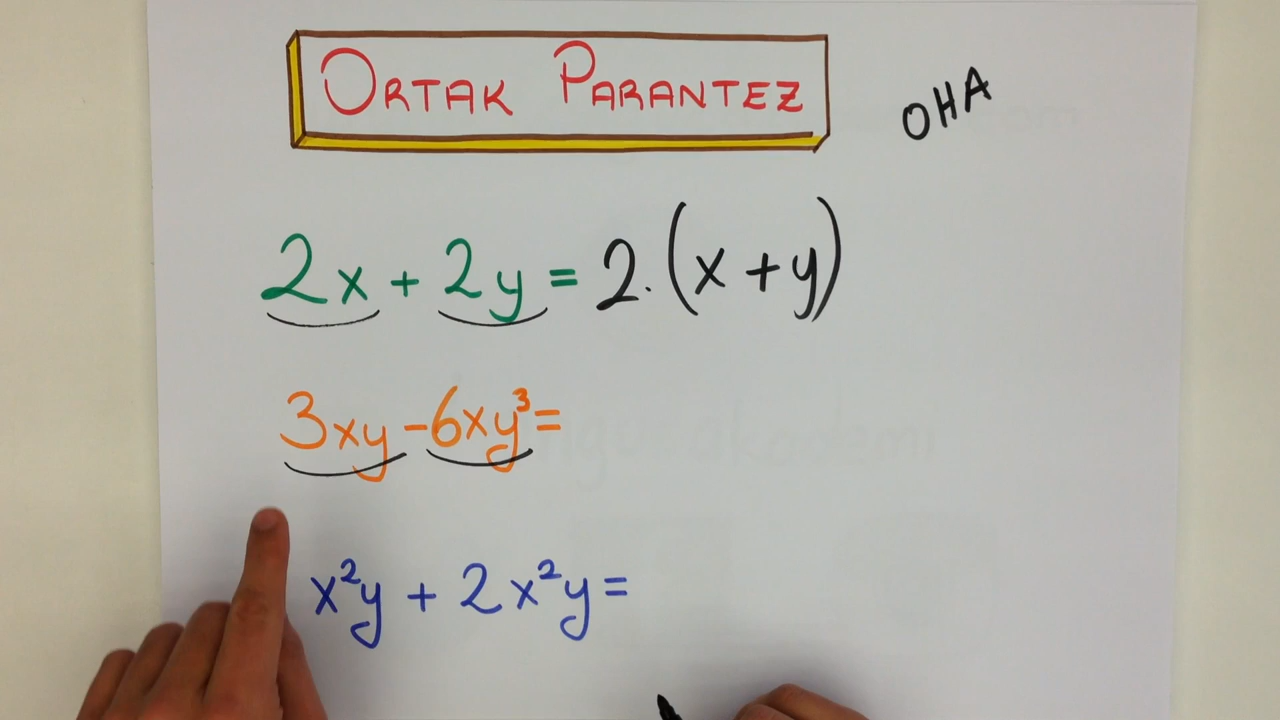 ORTAK PARANTEZ
OHA
2x + 2y = 2.(x + y)
3xy - 6xy³ =
x²y + 2x²y =